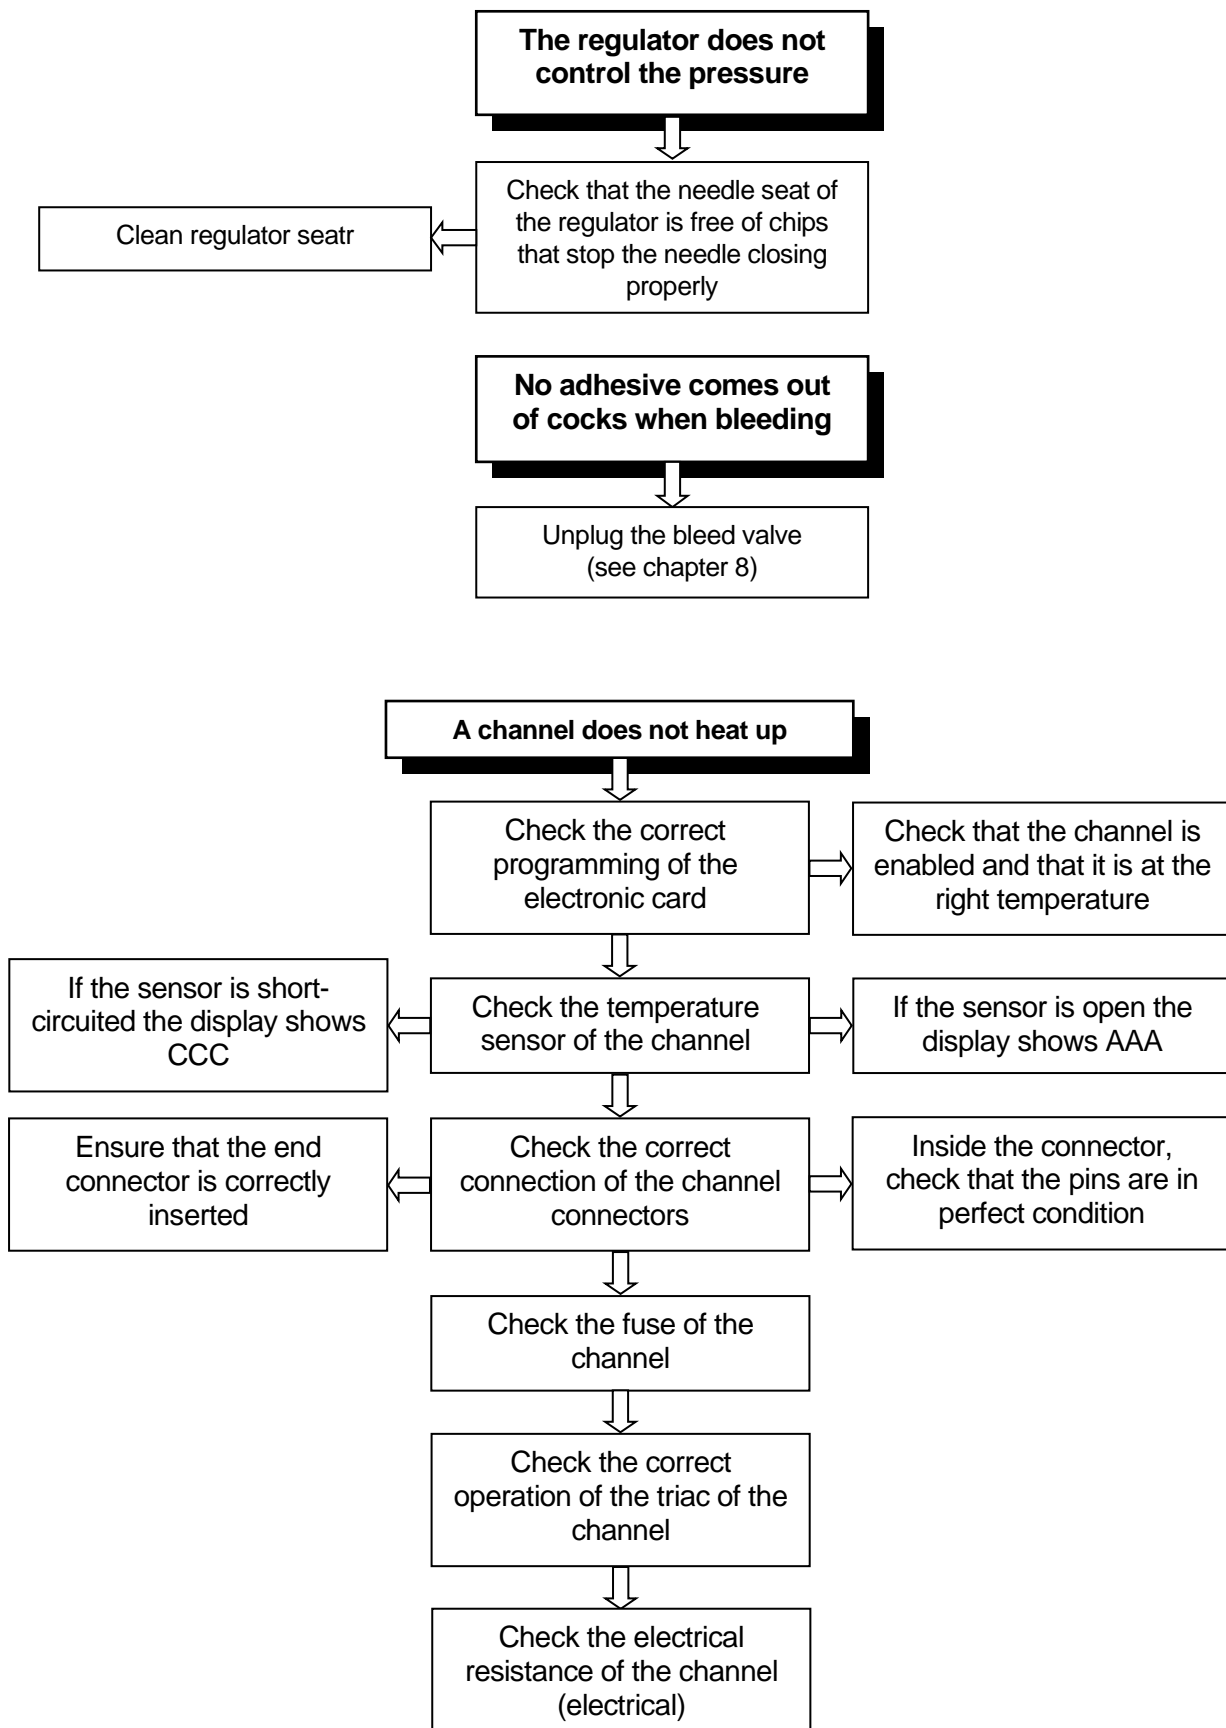 The regulator does not
control the pressure
Check that the needle seat of
the regulator is free of chips
that stop the needle closing
properly
Clean regulator seatr
No adhesive comes out
of cocks when bleeding
Unplug the bleed valve
(see chapter 8)
A channel does not heat up
Check the correct
programming of the
electronic card
Check that the channel is
enabled and that it is at the
right temperature
If the sensor is short-
circuited the display shows
CCC
Check the temperature
sensor of the channel
If the sensor is open the
display shows AAA
Ensure that the end
connector is correctly
inserted
Check the correct
connection of the channel
connectors
Inside the connector,
check that the pins are in
perfect condition
Check the fuse of the
channel
Check the correct
operation of the triac of the
channel
Check the electrical
resistance of the channel
(electrical)